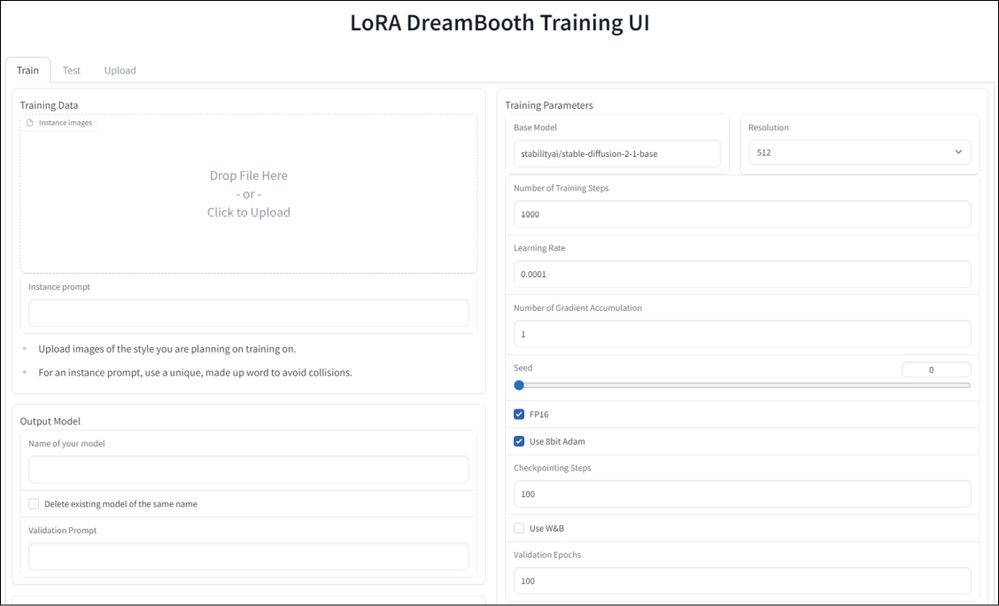 LoRA DreamBooth Training UI
Train
Test
Upload
Training Data
Instance images
Drop File Here
- or -
Click to Upload
Instance prompt
Upload images of the style you are planning on training on.
For an instance prompt, use a unique, made up word to avoid collisions.
Output Model
Name of your model
Delete existing model of the same name
Validation Prompt
Training Parameters
Base Model
stabilityai/stable-diffusion-2-1-base
Resolution
512
Number of Training Steps
1000
Learning Rate
0.0001
Number of Gradient Accumulation
1
Seed
0
FP16
Use 8bit Adam
Checkpointing Steps
100
Use W&B
Validation Epochs
100